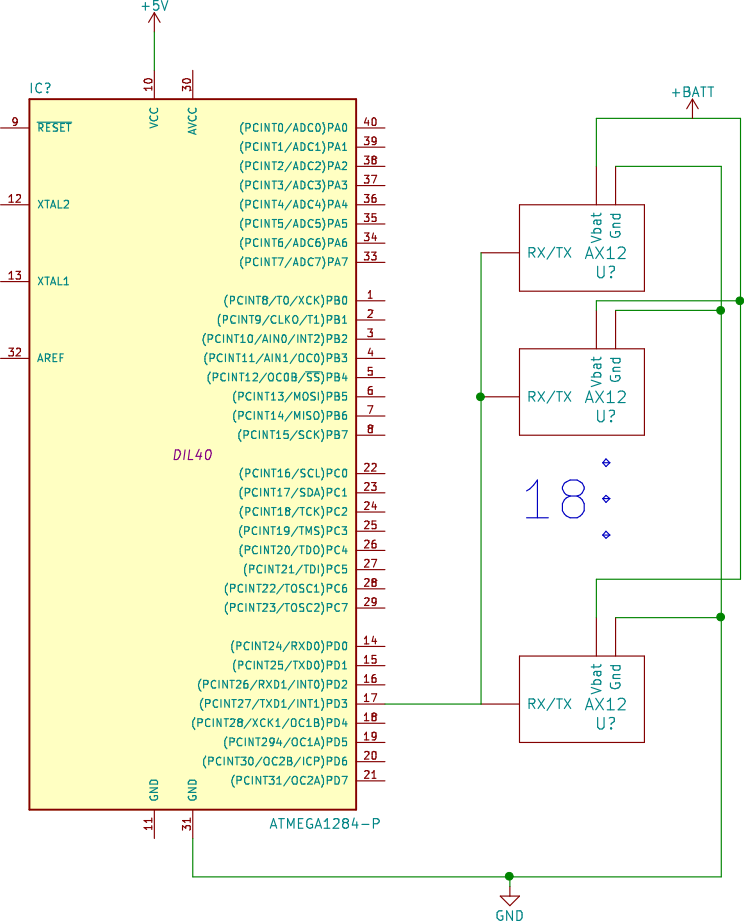 +5V
IC?
10
VCC
30
AVCC
9
RESET
12
XTAL2
13
XTAL1
32
AREF
DIL40
(PCINT0/ADC0)PA0 40
(PCINT1/ADC1)PA1 39
(PCINT2/ADC2)PA2 38
(PCINT3/ADC3)PA3 37
(PCINT4/ADC4)PA4 36
(PCINT5/ADC5)PA5 35
(PCINT6/ADC6)PA6 34
(PCINT7/ADC7)PA7 33
(PCINT8/T0/XCK)PB0 1
(PCINT9/CLKO/T1)PB1 2
(PCINT10/AIN0/INT2)PB2 3
(PCINT11/AIN1/OC0)PB3 4
(PCINT12/OC0B/SS)PB4 5
(PCINT13/MOSI)PB5 6
(PCINT14/MISO)PB6 7
(PCINT15/SCK)PB7 8
(PCINT16/SCL)PC0 22
(PCINT17/SDA)PC1 23
(PCINT18/TCK)PC2 24
(PCINT19/TMS)PC3 25
(PCINT20/TDO)PC4 26
(PCINT21/TDI)PC5 27
(PCINT22/TOSC1)PC6 28
(PCINT23/TOSC2)PC7 29
(PCINT24/RXD0)PD0 14
(PCINT25/TXD0)PD1 15
(PCINT26/RXD1/INT0)PD2 16
(PCINT27/TXD1/INT1)PD3 17
(PCINT28/XCK1/OC1B)PD4 18
(PCINT294/OC1A)PD5 19
(PCINT30/OC2B/ICP)PD6 20
(PCINT31/OC2A)PD7 21
GND
11
GND
31
ATMEGA1284-P
+BATT
Vbat
Gnd
RX/TX
AX12
U?
Vbat
Gnd
RX/TX
AX12
U?
18
Vbat
Gnd
RX/TX
AX12
U?
GND